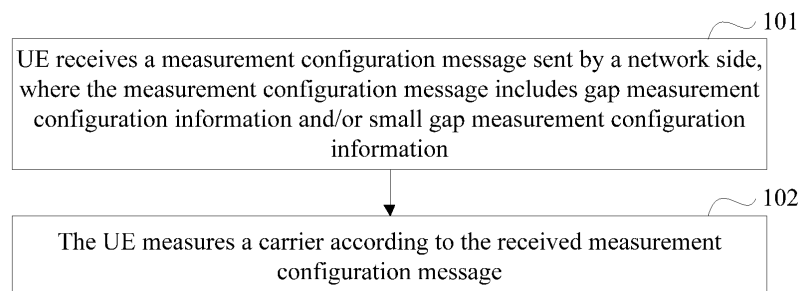 101
UE receives a measurement configuration message sent by a network side,
where the measurement configuration message includes gap measurement
configuration information and/or small gap measurement configuration
information
102
The UE measures a carrier according to the received measurement
configuration message